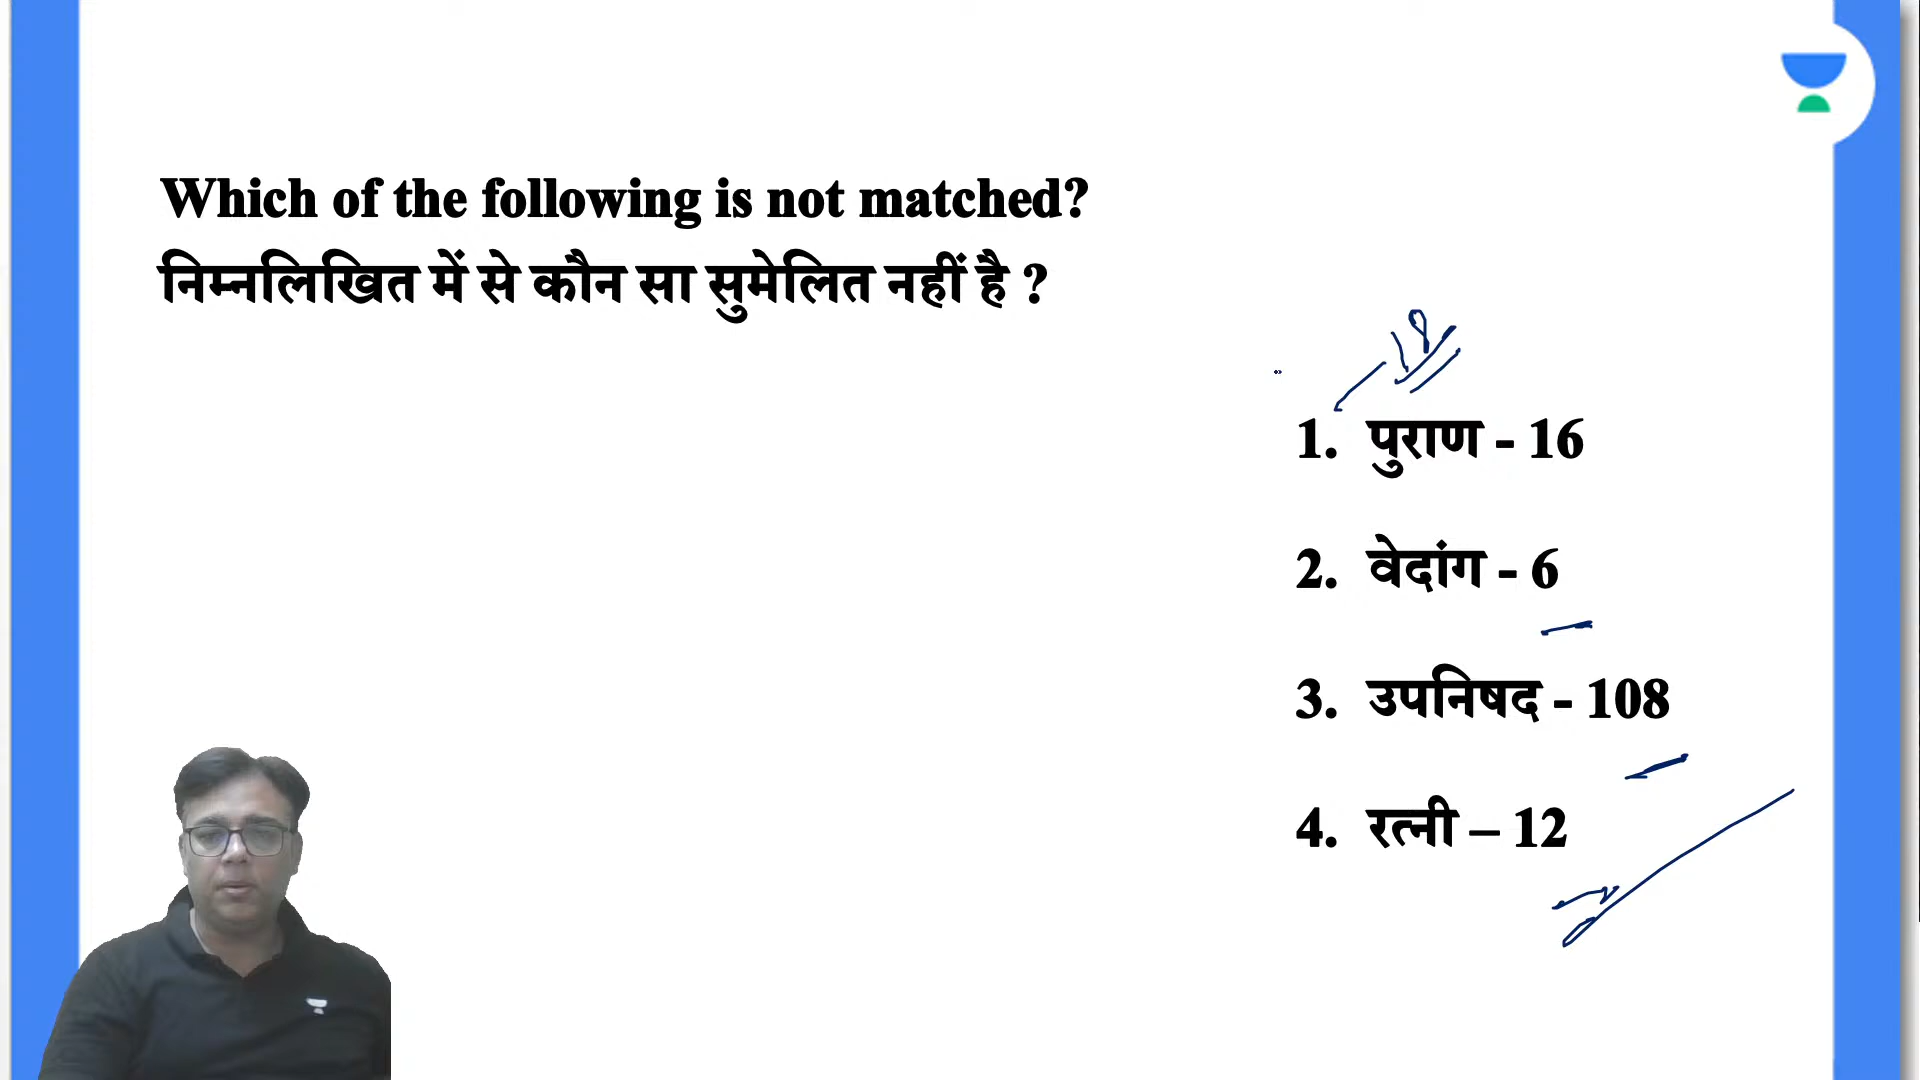 Which of the following is not matched?
निम्नलिखित में से कौन सा सुमेलित नहीं है ?
18
1. पुराण - 16
2. वेदांग - 6
3. उपनिषद - 108
4. रत्नी – 12